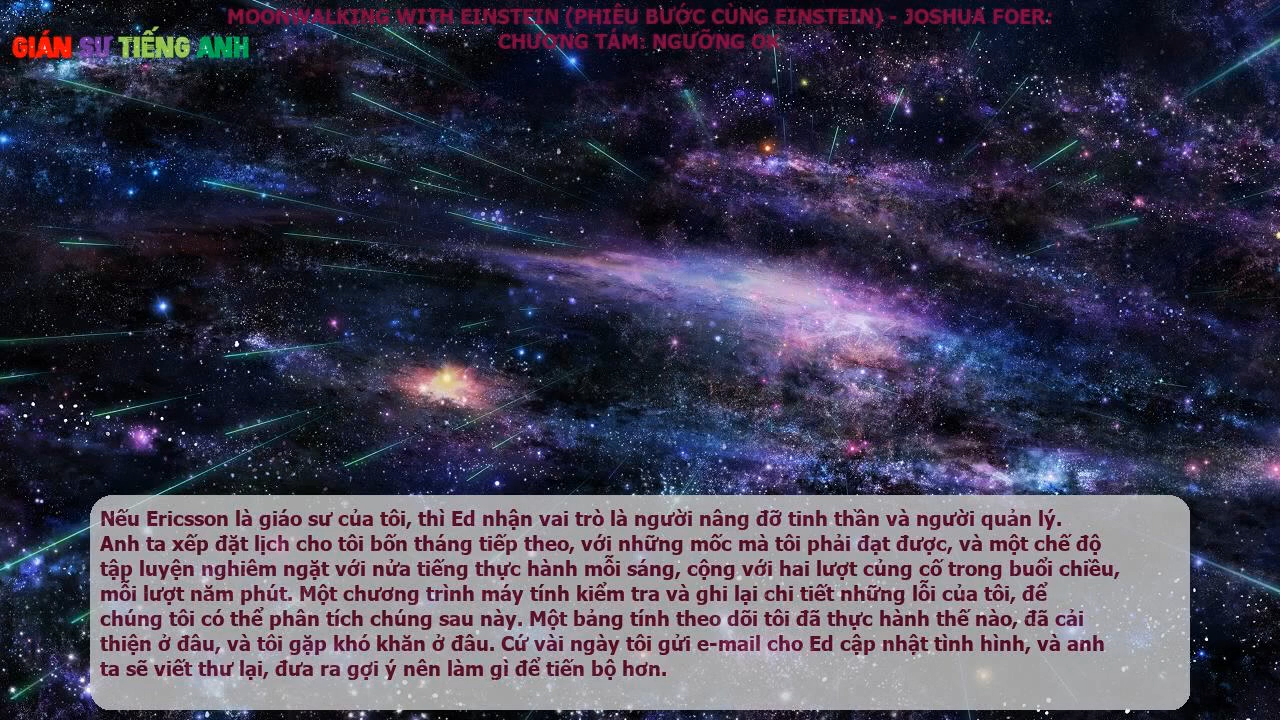 MOONWALKING WITH EINSTEIN (PHIÊU BƯỚC CÙNG EINSTEIN) - JOSHUA FOER.
CHƯƠNG TÁM: NGƯỠNG OK
GIÁN SƯ TIẾNG ANH
Nếu Ericsson là giáo sư của tôi, thì Ed nhận vai trò là người nâng đỡ tinh thần và người quản lý.
Anh ta xếp đặt lịch cho tôi bốn tháng tiếp theo, với những mốc mà tôi phải đạt được, và một chế độ
tập luyện nghiêm ngặt với nửa tiếng thực hành mỗi sáng, cộng với hai lượt củng cố trong buổi chiều,
mỗi lượt năm phút. Một chương trình máy tính kiểm tra và ghi lại chi tiết những lỗi của tôi, để
chúng tôi có thể phân tích chúng sau này. Một bảng tính theo dõi tôi đã thực hành thế nào, đã cải
thiện ở đâu, và tôi gặp khó khăn ở đâu. Cứ vài ngày tôi gửi e-mail cho Ed cập nhật tình hình, và anh
ta sẽ viết thư lại, đưa ra gợi ý nên làm gì để tiến bộ hơn.